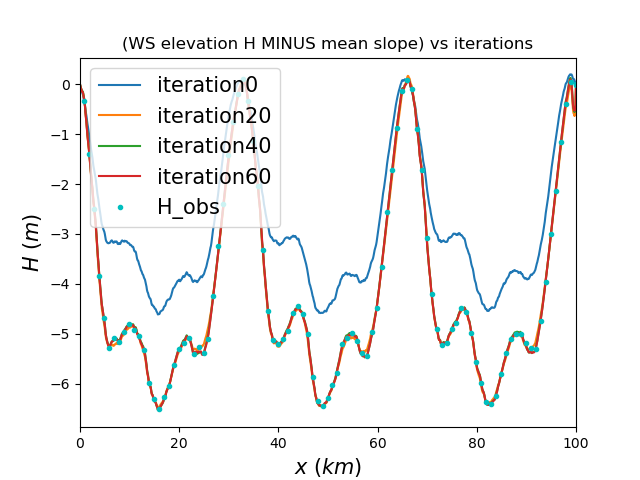 (WS elevation H MINUS mean slope) vs iterations
iteration0
iteration20
iteration40
iteration60
H_obs
H (m)
0
−1
−2
−3
−4
−5
−6
0 20 40 60 80 100
x (km)